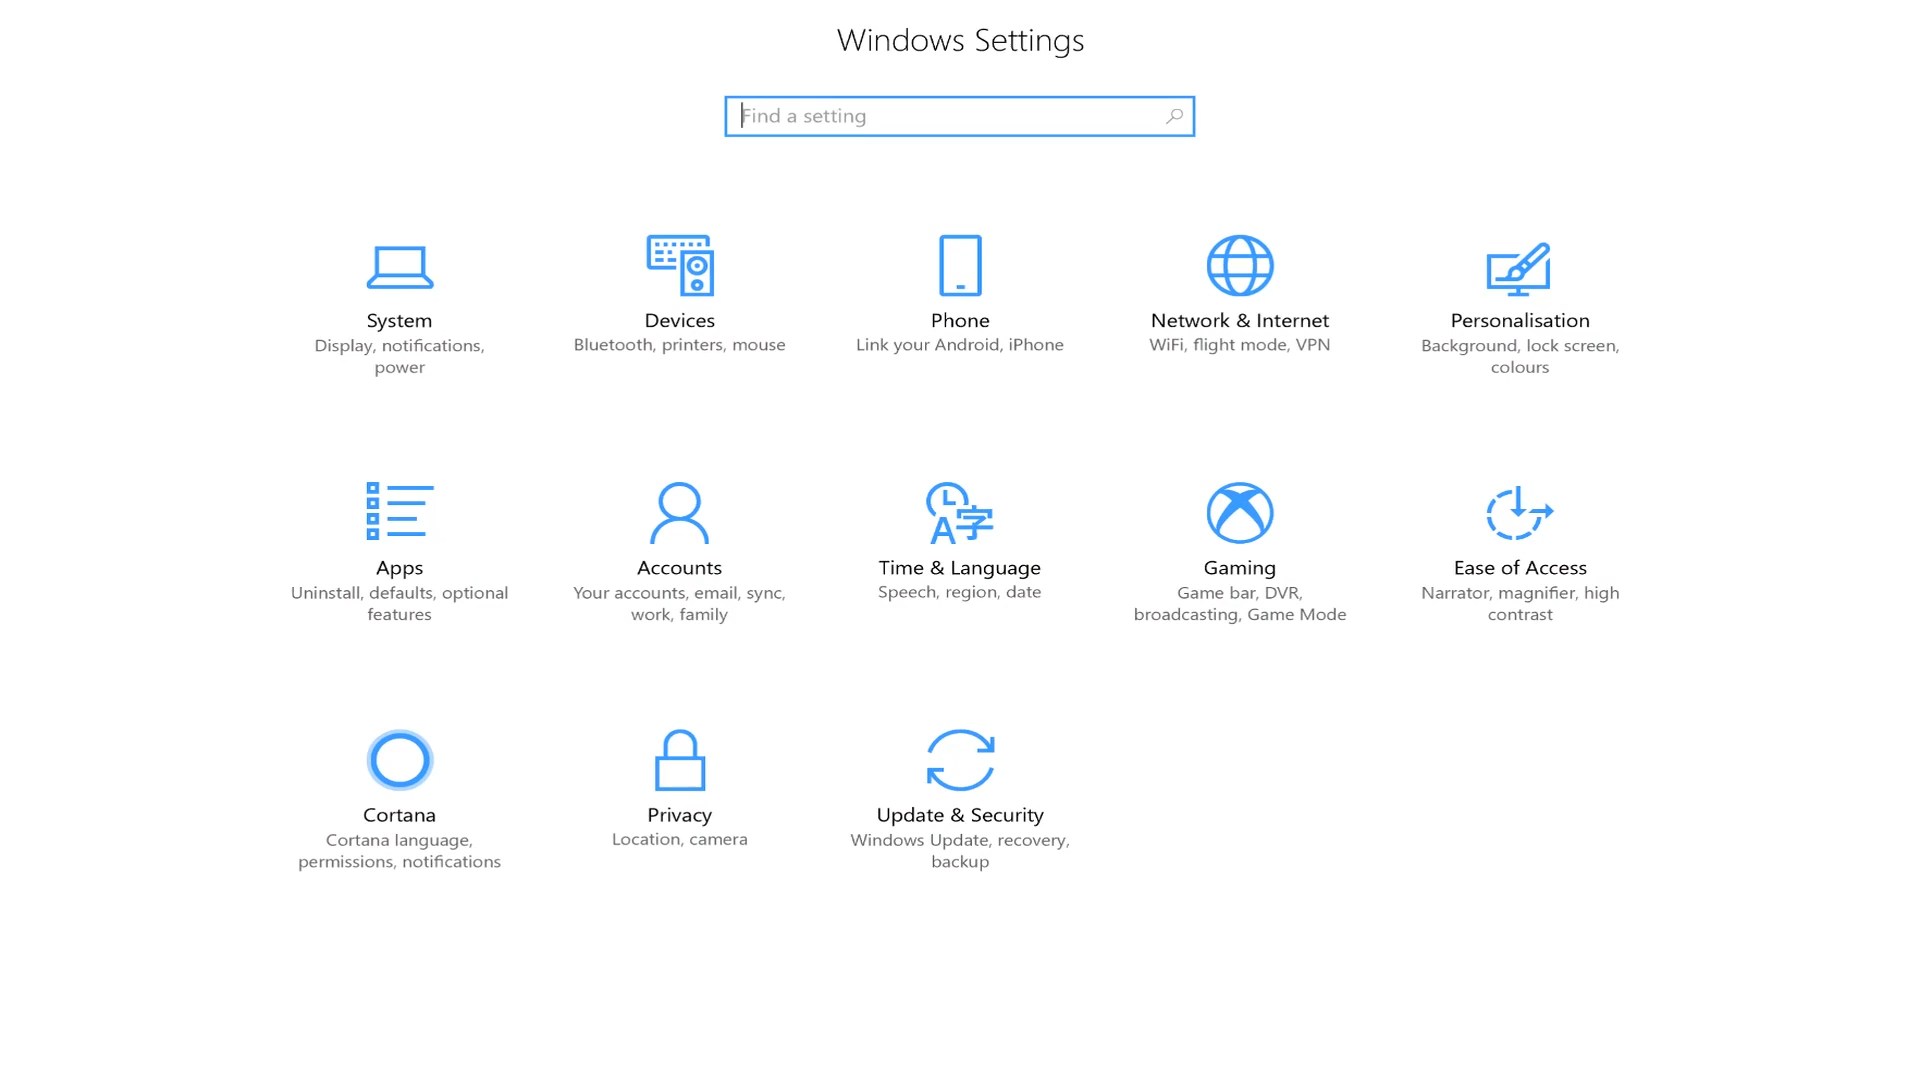 Windows Settings
Find a setting
System
Display, notifications,
power
Devices
Bluetooth, printers, mouse
Phone
Link your Android, iPhone
Network & Internet
WiFi, flight mode, VPN
Personalisation
Background, lock screen,
colours
Apps
Uninstall, defaults, optional
features
Accounts
Your accounts, email, sync,
work, family
A字
Time & Language
Speech, region, date
Gaming
Game bar, DVR,
broadcasting, Game Mode
Ease of Access
Narrator, magnifier, high
contrast
Cortana
Cortana language,
permissions, notifications
Privacy
Location, camera
Update & Security
Windows Update, recovery,
backup